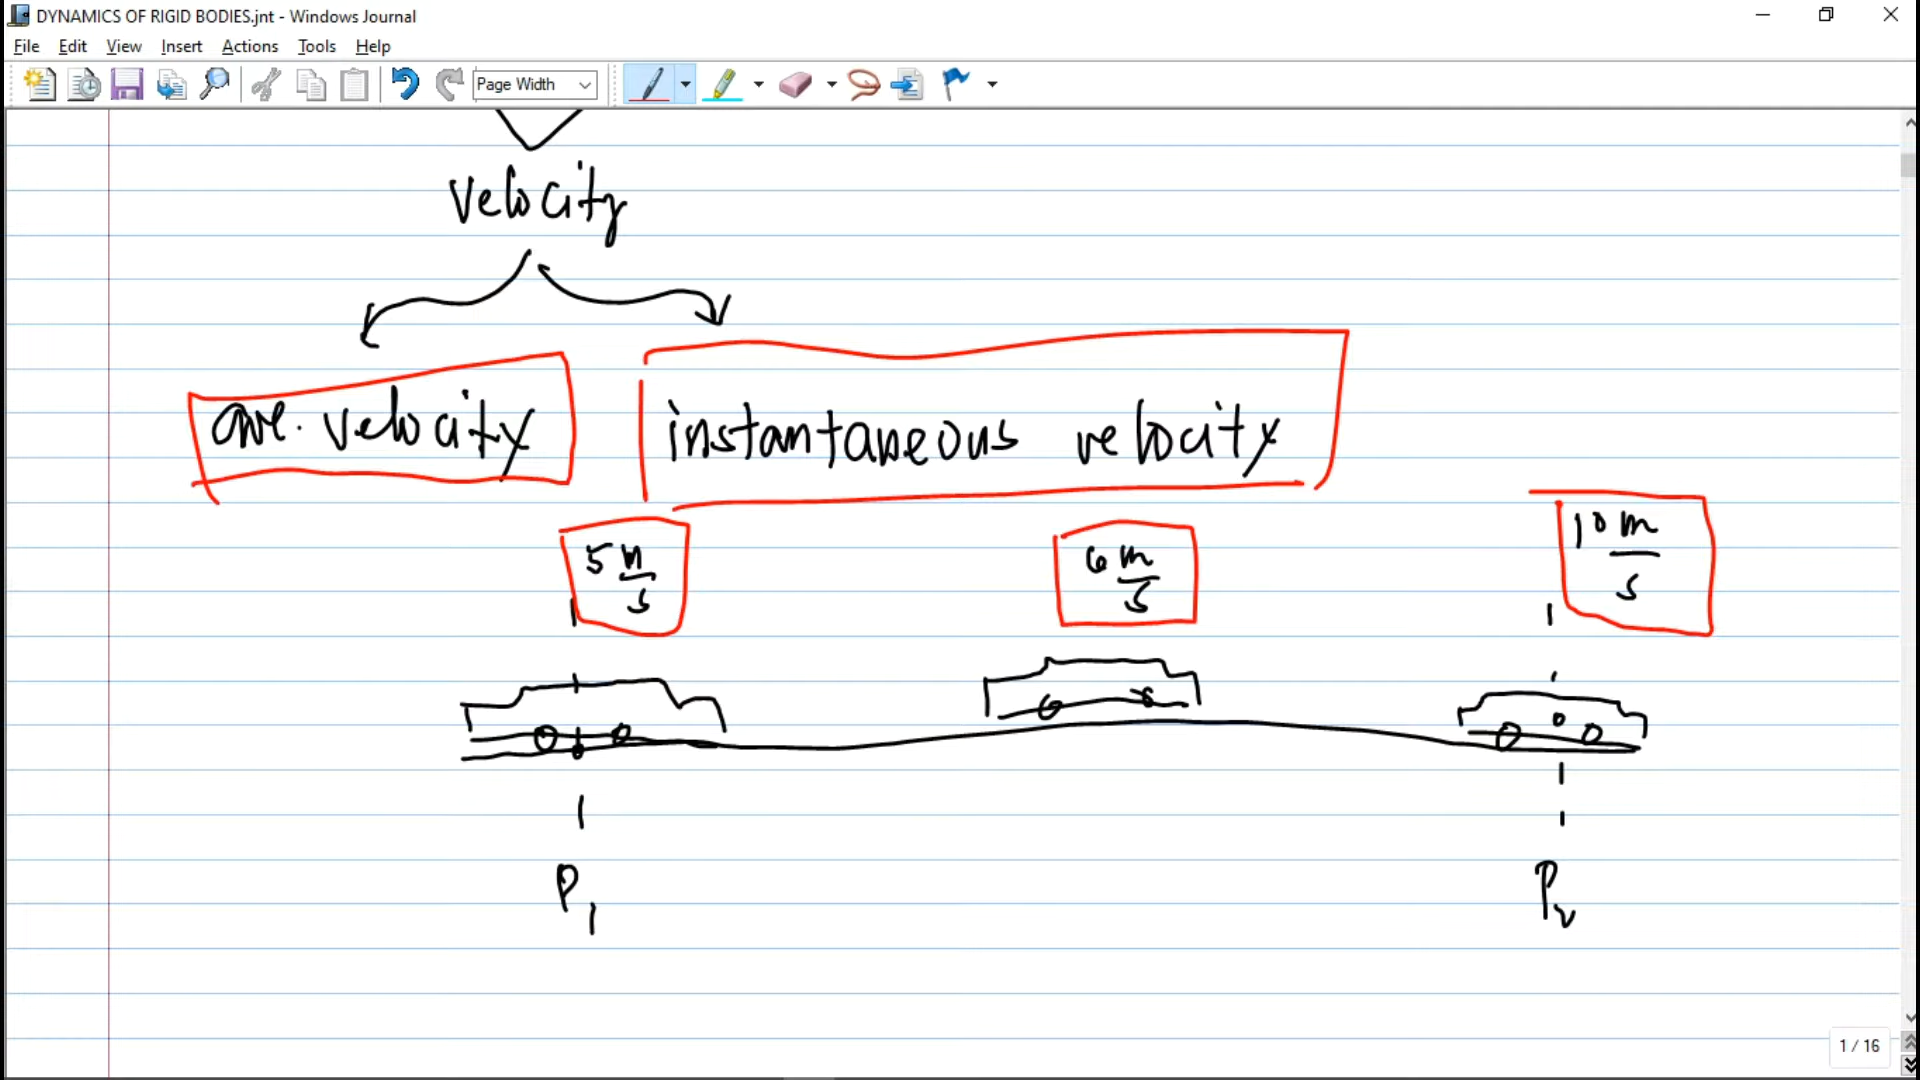 DYNAMICS OF RIGID BODIES.jnt - Windows Journal
File Edit View Insert Actions Tools Help
Page Width
Velocity
ave. velocity instantaneous velocity
5 m/s 6 m/s 10 m/s
P1 P2
1 / 16